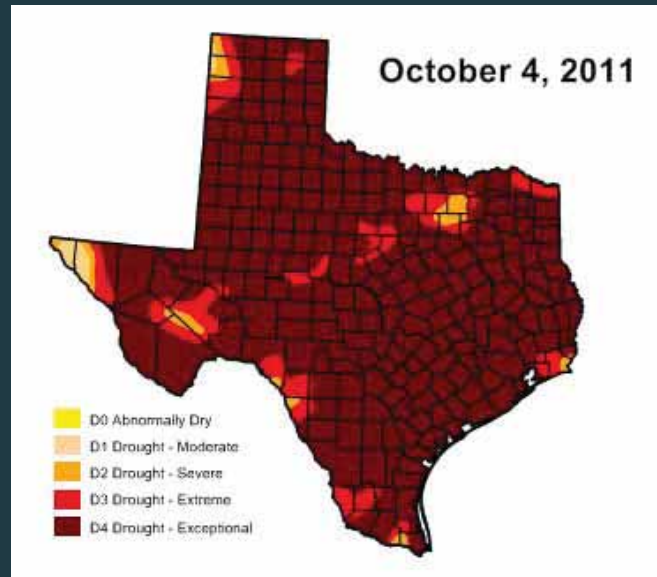 October 4, 2011
D0 Abnormally Dry
D1 Drought - Moderate
D2 Drought - Severe
D3 Drought - Extreme
D4 Drought - Exceptional